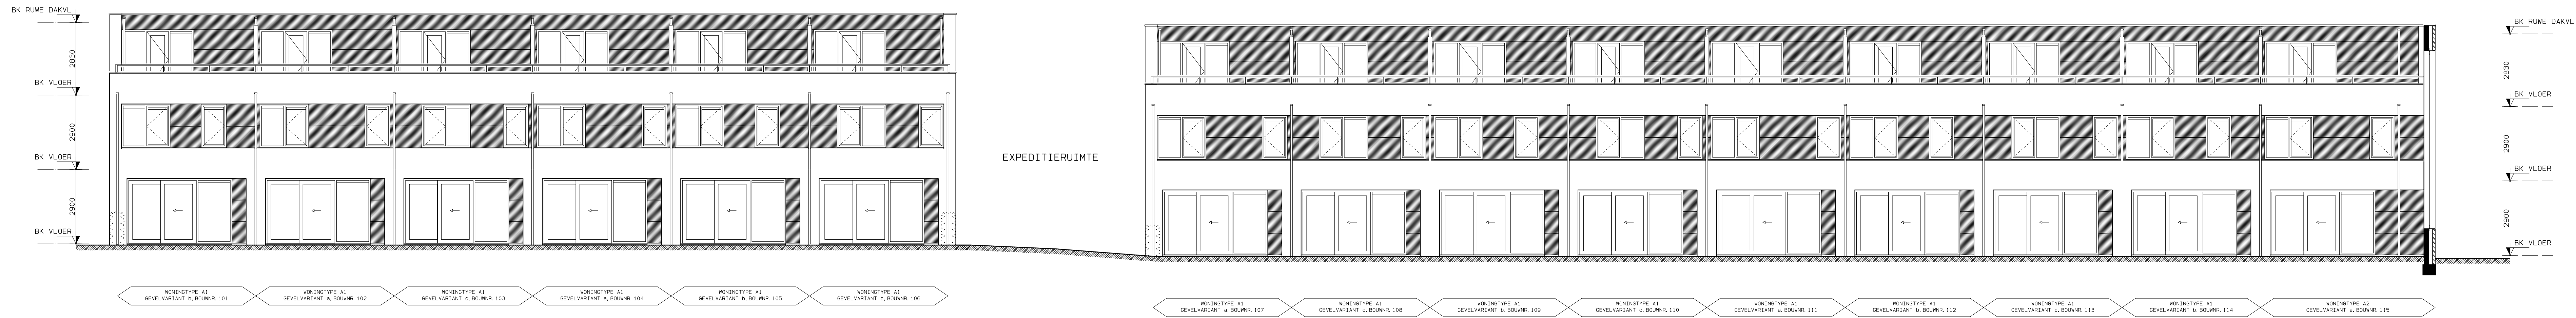 BK RUWE DAKVL
2830
BK VLOER
2900
BK VLOER
2900
BK VLOER
EXPEDITIERUIMTE
BK RUWE DAKVL
2830
BK VLOER
2900
BK VLOER
2900
BK VLOER
WONINGTYPE A1
GEVELVARIANT b, BOUWNR. 101
WONINGTYPE A1
GEVELVARIANT a, BOUWNR. 102
WONINGTYPE A1
GEVELVARIANT c, BOUWNR. 103
WONINGTYPE A1
GEVELVARIANT a, BOUWNR. 104
WONINGTYPE A1
GEVELVARIANT b, BOUWNR. 105
WONINGTYPE A1
GEVELVARIANT c, BOUWNR. 106
WONINGTYPE A1
GEVELVARIANT a, BOUWNR. 107
WONINGTYPE A1
GEVELVARIANT c, BOUWNR. 108
WONINGTYPE A1
GEVELVARIANT b, BOUWNR. 109
WONINGTYPE A1
GEVELVARIANT c, BOUWNR. 110
WONINGTYPE A1
GEVELVARIANT a, BOUWNR. 111
WONINGTYPE A1
GEVELVARIANT b, BOUWNR. 112
WONINGTYPE A1
GEVELVARIANT c, BOUWNR. 113
WONINGTYPE A1
GEVELVARIANT b, BOUWNR. 114
WONINGTYPE A2
GEVELVARIANT a, BOUWNR. 115